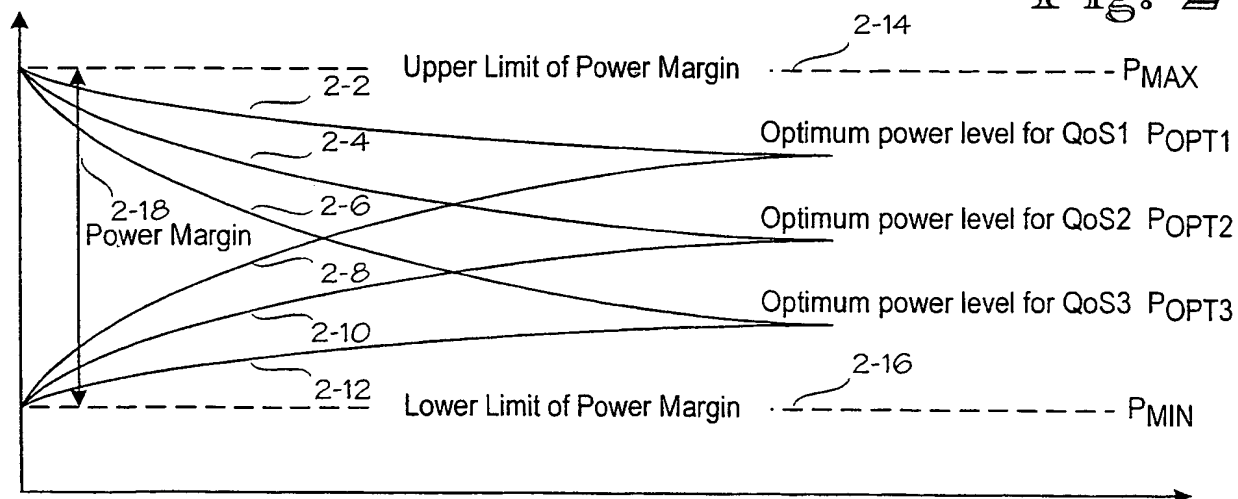 Fig. 2
2-14
Upper Limit of Power Margin PMAX
2-2
Optimum power level for QoS1 POPT1
2-4
2-18
2-6
Power Margin
Optimum power level for QoS2 POPT2
2-8
Optimum power level for QoS3 POPT3
2-10
2-12
2-16
Lower Limit of Power Margin PMIN